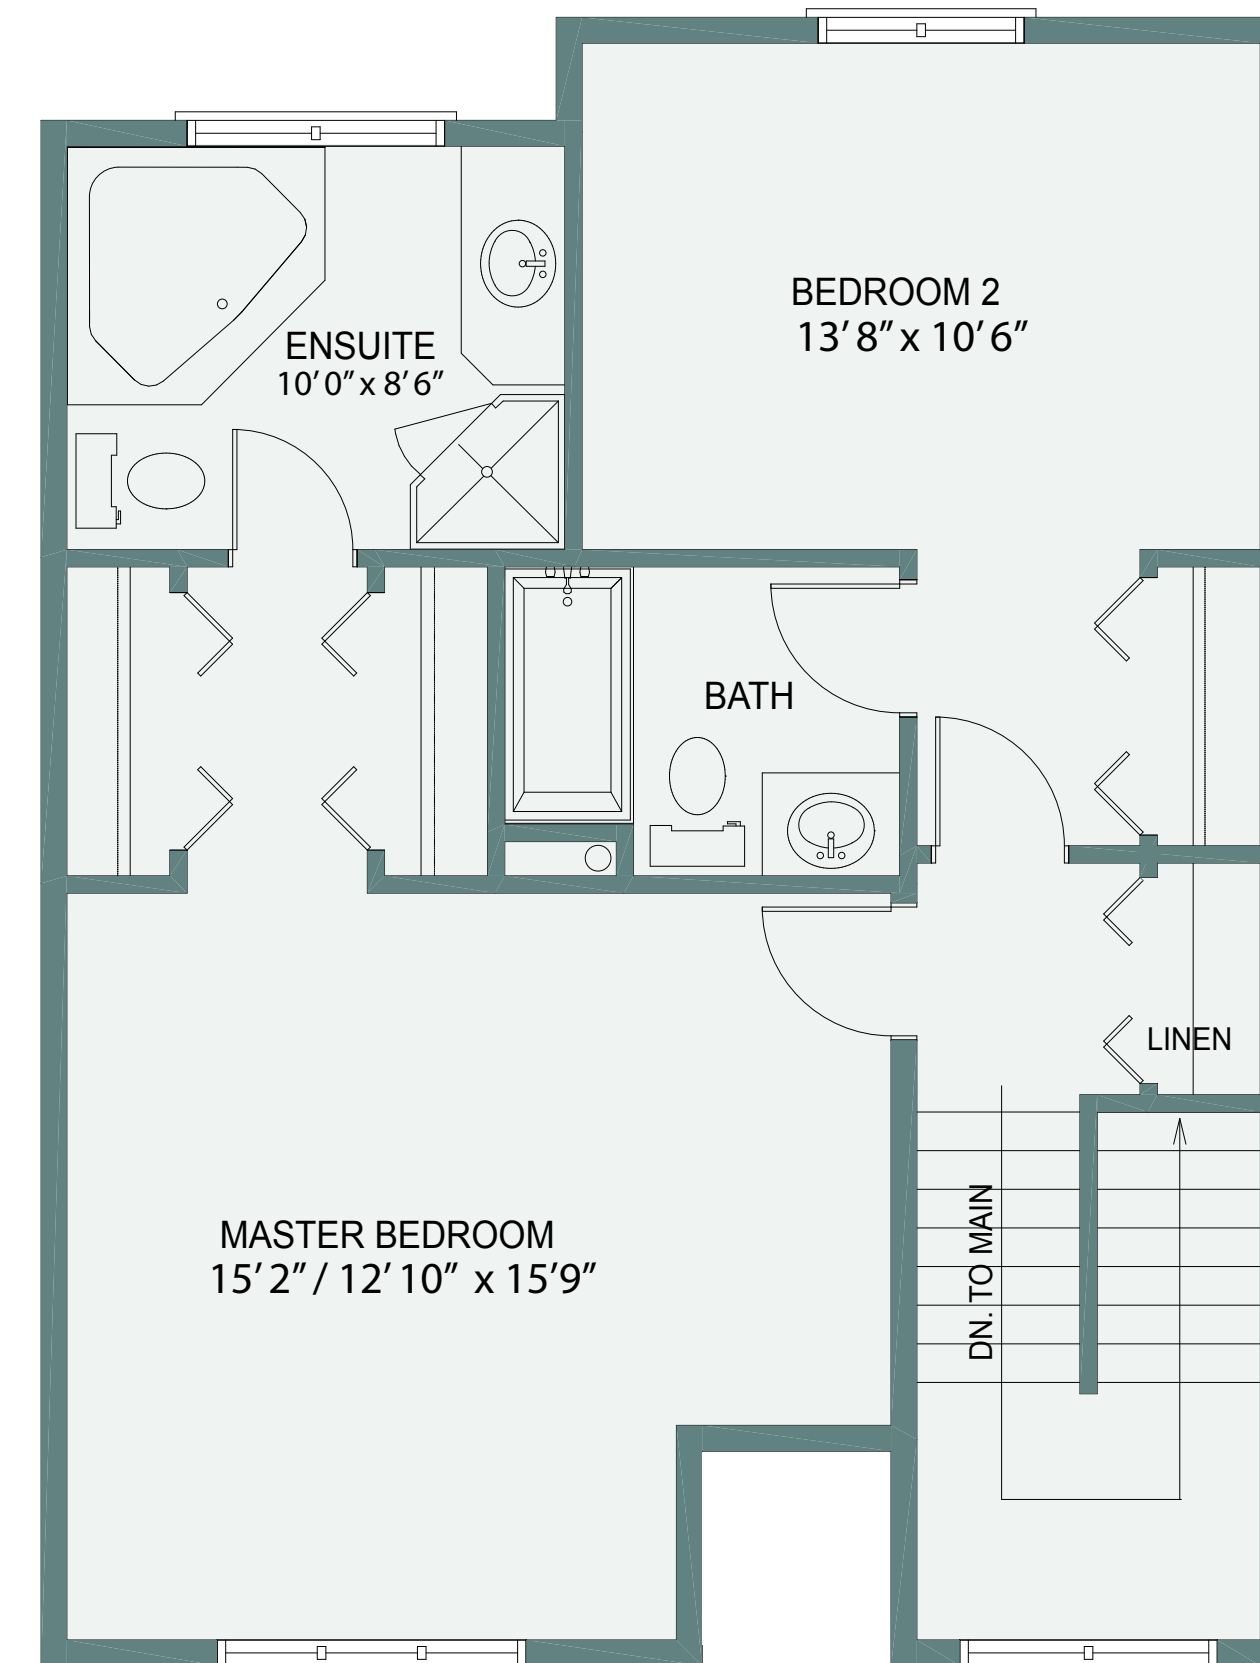 BEDROOM 2
13’ 8” x 10’ 6”
ENSUITE
10’ 0” x 8’ 6”
BATH
LINEN
DN. TO MAIN
MASTER BEDROOM
15’ 2” / 12’ 10” x 15’9”